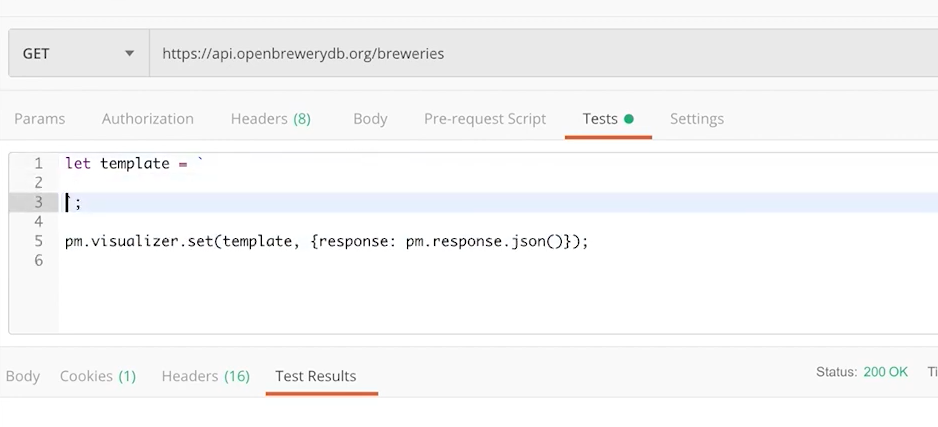 GET https://api.openbrewerydb.org/breweries
Params Authorization Headers (8) Body Pre-request Script Tests Settings
1 let template = `
2
3 `;
4
5 pm.visualizer.set(template, {response: pm.response.json()});
6
Body Cookies (1) Headers (16) Test Results Status: 200 OK